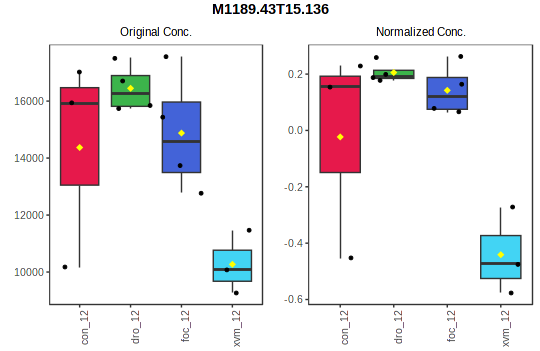 M1189.43T15.136
Original Conc.
Normalized Conc.
16000
14000
12000
10000
0.2
0.0
-0.2
-0.4
-0.6
con_12
dro_12
foc_12
xvm_12
con_12
dro_12
foc_12
xvm_12